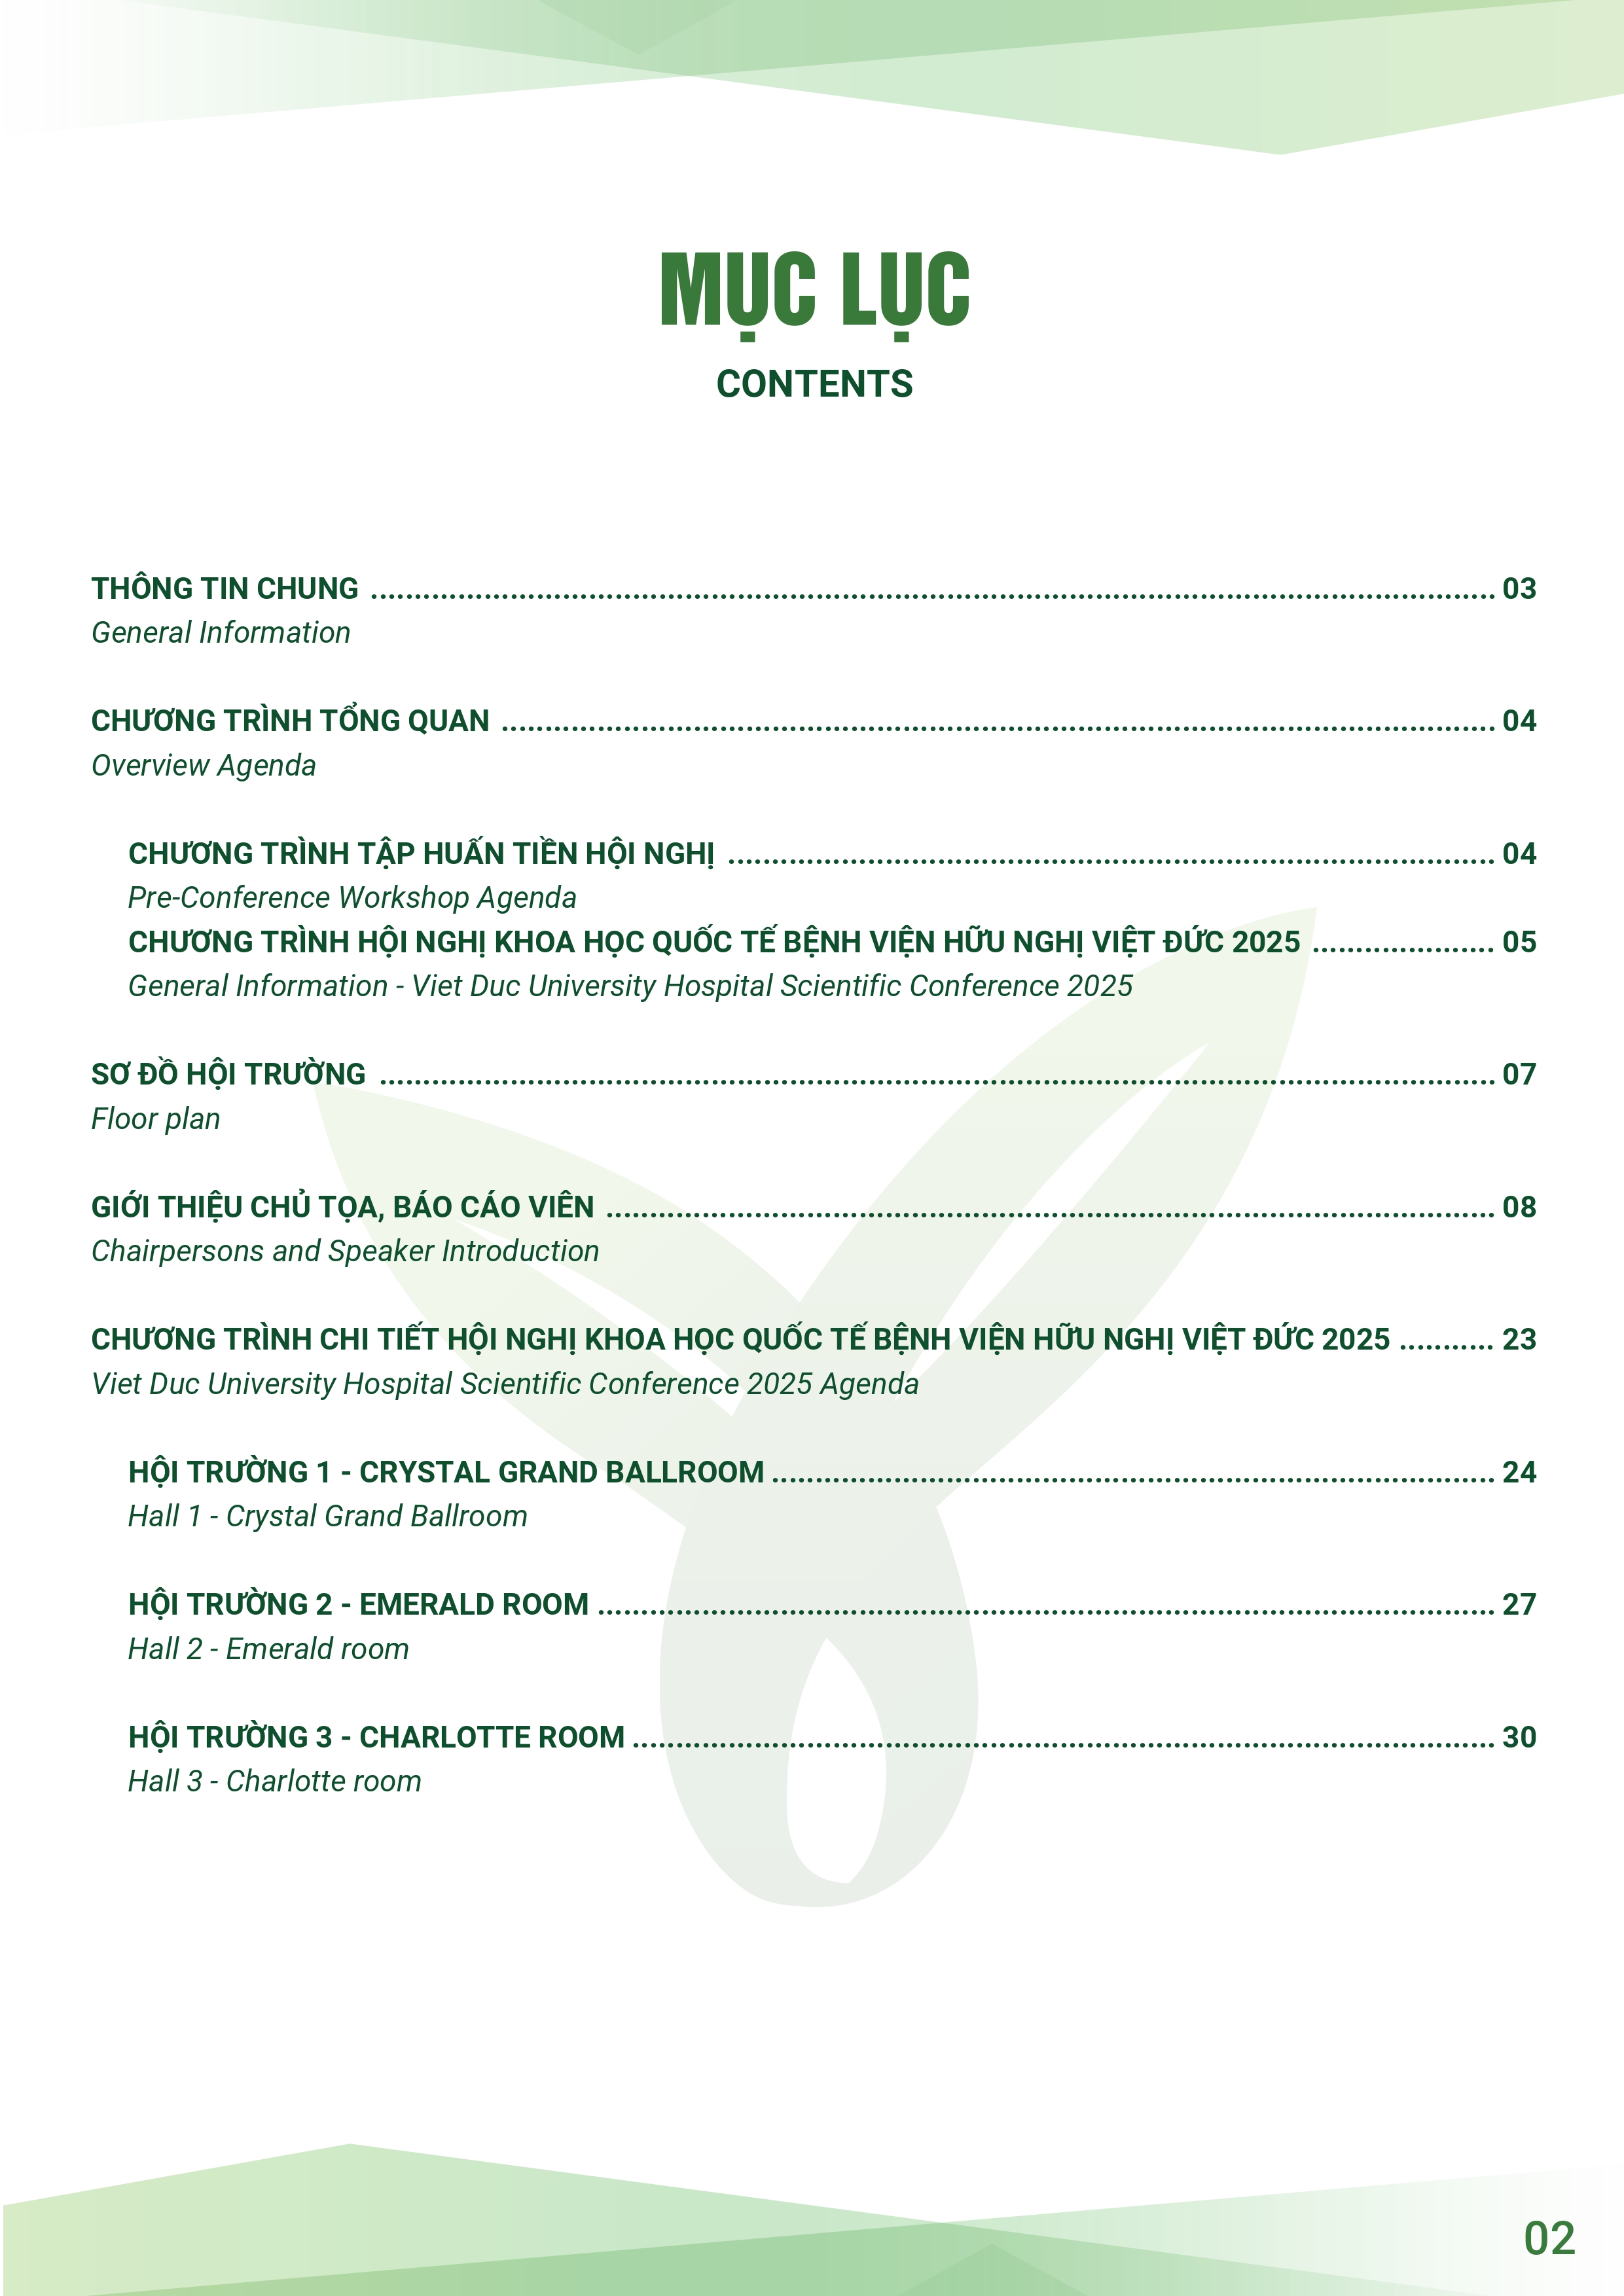 MỤC LỤC
CONTENTS
THÔNG TIN CHUNG ........................ 03
General Information
CHƯƠNG TRÌNH TỔNG QUAN ........................ 04
Overview Agenda
CHƯƠNG TRÌNH TẬP HUẤN TIỀN HỘI NGHỊ ........................ 04
Pre-Conference Workshop Agenda
CHƯƠNG TRÌNH HỘI NGHỊ KHOA HỌC QUỐC TẾ BỆNH VIỆN HỮU NGHỊ VIỆT ĐỨC 2025 ..................... 05
General Information - Viet Duc University Hospital Scientific Conference 2025
SƠ ĐỒ HỘI TRƯỜNG ........................ 07
Floor plan
GIỚI THIỆU CHỦ TỌA, BÁO CÁO VIÊN ........................ 08
Chairpersons and Speaker Introduction
CHƯƠNG TRÌNH CHI TIẾT HỘI NGHỊ KHOA HỌC QUỐC TẾ BỆNH VIỆN HỮU NGHỊ VIỆT ĐỨC 2025 ........... 23
Viet Duc University Hospital Scientific Conference 2025 Agenda
HỘI TRƯỜNG 1 - CRYSTAL GRAND BALLROOM ........................ 24
Hall 1 - Crystal Grand Ballroom
HỘI TRƯỜNG 2 - EMERALD ROOM ........................ 27
Hall 2 - Emerald room
HỘI TRƯỜNG 3 - CHARLOTTE ROOM ........................ 30
Hall 3 - Charlotte room
02